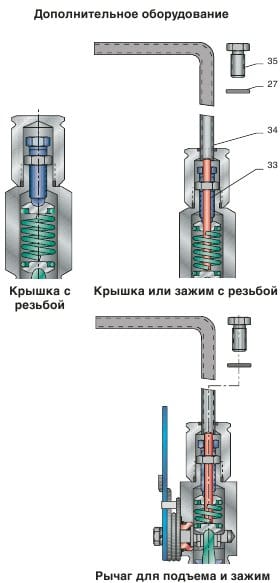 Дополнительное оборудование
35
27
34
33
Крышка с
резьбой
Крышка или зажим с резьбой
Рычаг для подъема и зажим